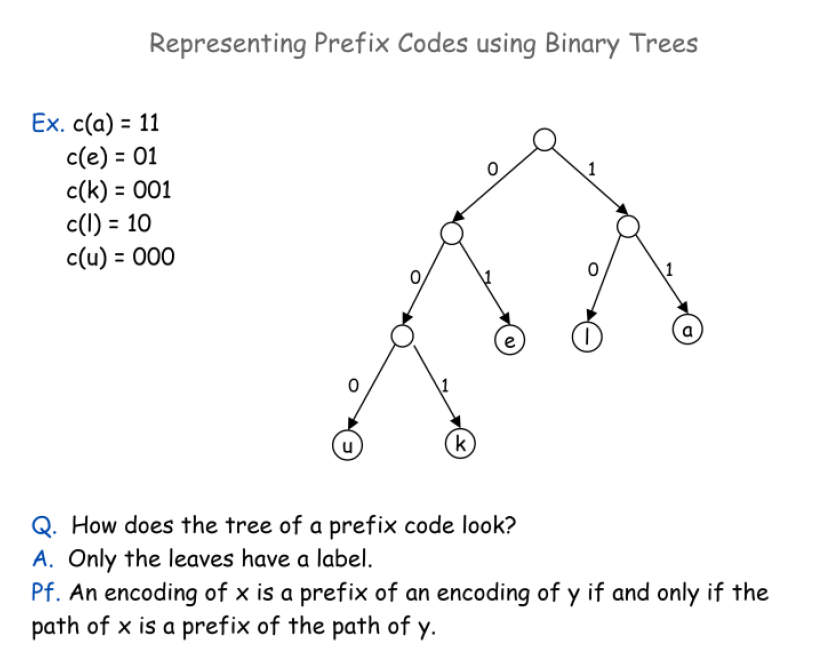 Representing Prefix Codes using Binary Trees
Ex. c(a) = 11
c(e) = 01
c(k) = 001
c(l) = 10
c(u) = 000
0
1
0
1
0
1
e
l
a
0
1
u
k
Q. How does the tree of a prefix code look?
A. Only the leaves have a label.
Pf. An encoding of x is a prefix of an encoding of y if and only if the
path of x is a prefix of the path of y.